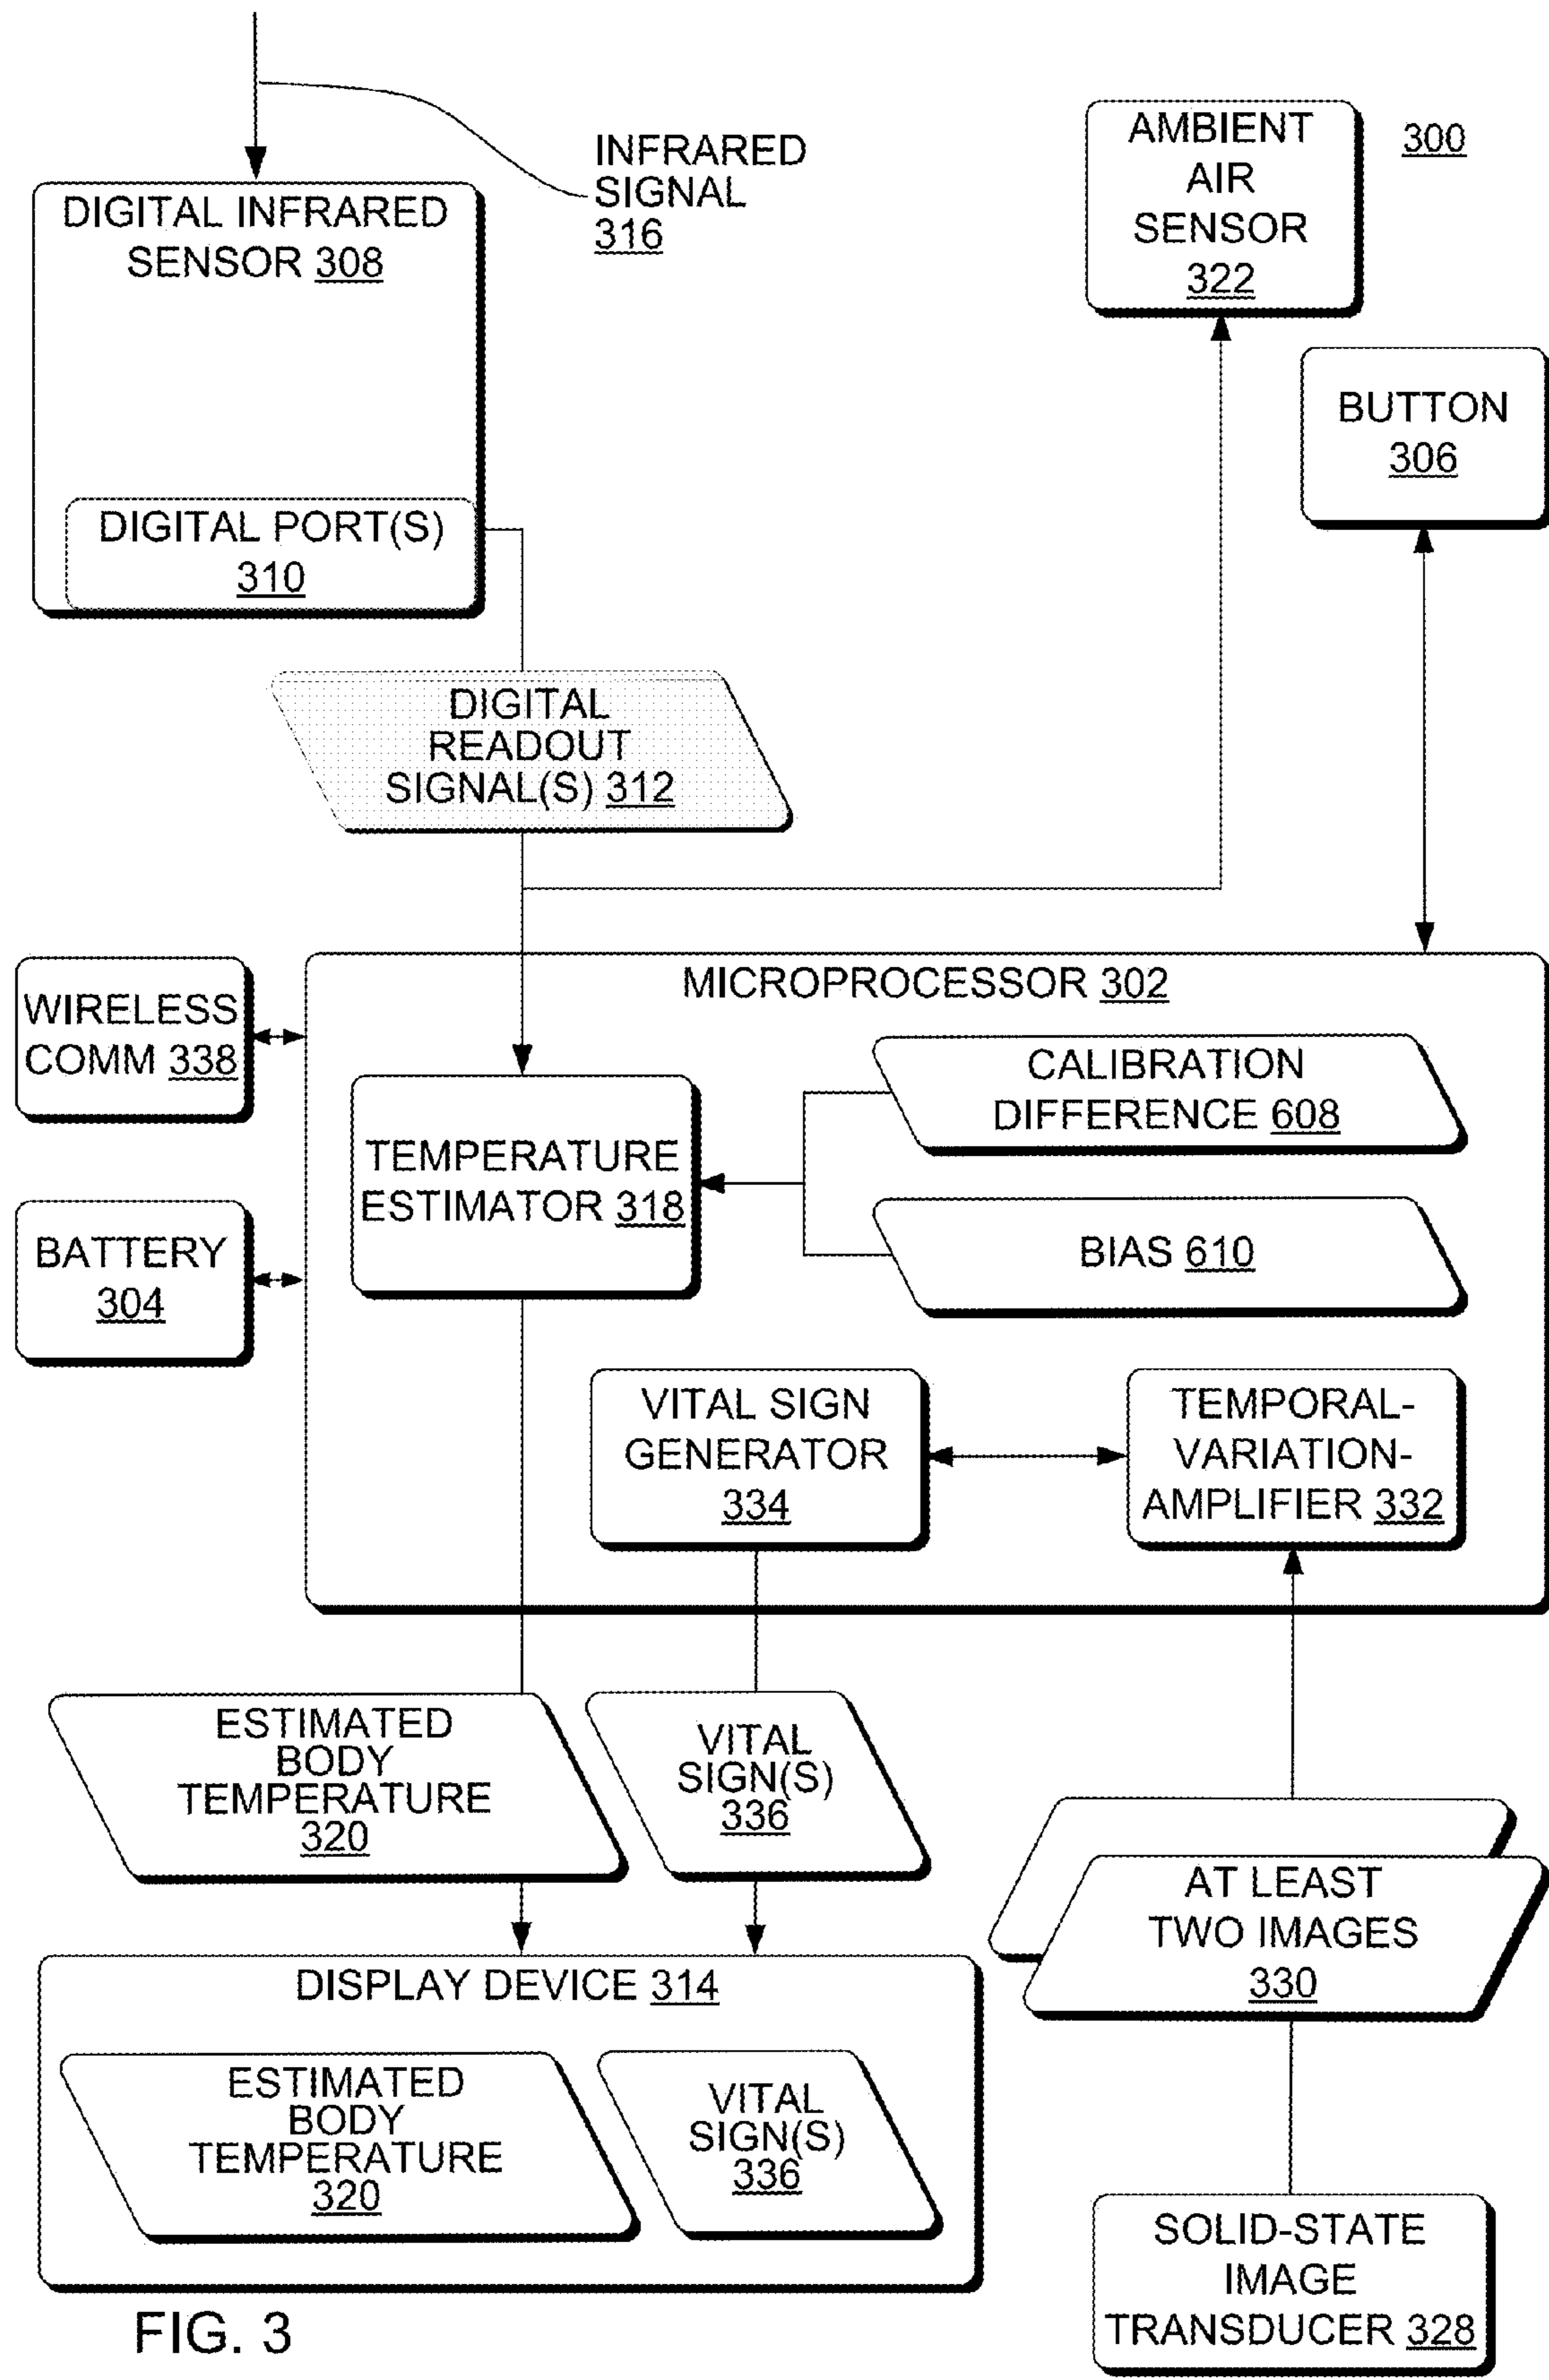 INFRARED
SIGNAL
316
AMBIENT
AIR
SENSOR
322
300
DIGITAL INFRARED
SENSOR 308
BUTTON
306
DIGITAL PORT(S)
310
DIGITAL
READOUT
SIGNAL(S) 312
MICROPROCESSOR 302
WIRELESS
COMM 338
CALIBRATION
DIFFERENCE 608
TEMPERATURE
ESTIMATOR 318
BATTERY
304
BIAS 610
VITAL SIGN
GENERATOR
334
TEMPORAL-
VARIATION-
AMPLIFIER 332
ESTIMATED
BODY
TEMPERATURE
320
VITAL
SIGN(S)
336
AT LEAST
TWO IMAGES
330
DISPLAY DEVICE 314
ESTIMATED
BODY
TEMPERATURE
320
VITAL
SIGN(S)
336
SOLID-STATE
IMAGE
TRANSDUCER 328
FIG. 3